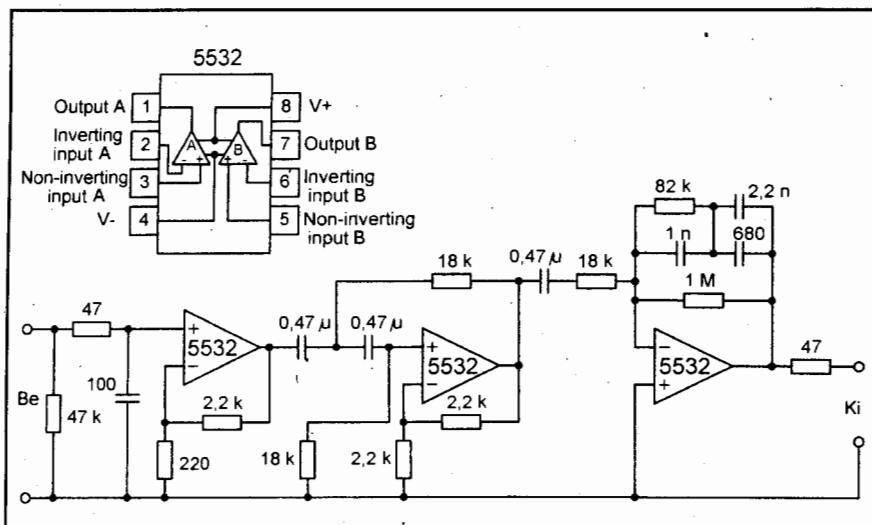 5532
Output A
1
8
V+
Inverting
input A
2
A
B
7
Output B
Non-inverting
input A
3
6
Inverting
input B
V-
4
5
Non-inverting
input B
- +
+ -
82 k
2,2 n
1 n
680
18 k
0,47 µ
18 k
1 M
47
0,47 µ
0,47 µ
+
5532
−
+
5532
−
−
5532
+
47
Be
47 k
100
2,2 k
220
18 k
2,2 k
2,2 k
Ki